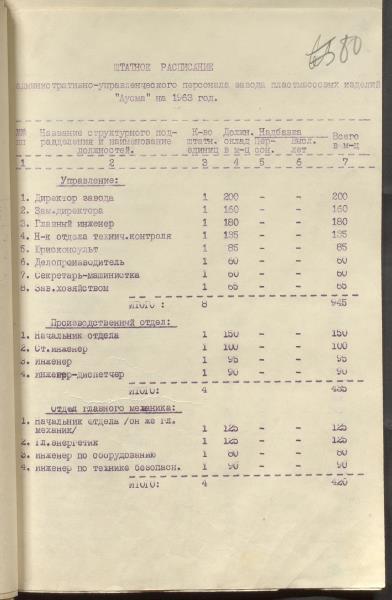 80
ШТАТНОЕ РАСПИСАНИЕ
административно-управленческого персонала завода пластмассовых изделий
"Аусма" на 1963 год.
№№ Название структурного под- К-во Должн. Надбавка Всего
пп разделения и наименование штатн. оклад Пер- Высл. в м-ц
должностей. единиц в м-ц сон. лет
1 2 3 4 5 6 7
Управление:
1. Директор завода 1 200 - - 200
2. Зам.директора 1 160 - - 160
3. Главный инженер 1 180 - - 180
4. Н-к отдела технич.контроля 1 135 - - 135
5. Юрисконсульт 1 85 - - 85
6. Делопроизводитель 1 60 - - 60
7. Секретарь-машинистка 1 60 - - 60
8. Зав.хозяйством 1 65 - - 65
ИТОГО: 8 945
Производственный отдел:
1. Начальник отдела 1 150 - - 150
2. Ст.инженер 1 100 - - 100
3. Инженер 1 95 - - 95
4. Инженер-диспетчер 1 90 - - 90
ИТОГО: 4 435
Отдел главного механика:
1. Начальник отдела /он же гл.
механик/ 1 125 - - 125
2. Гл.энергетик 1 125 - - 125
3. Инженер по оборудованию 1 80 - - 80
4. Инженер по технике безопасн. 1 90 - - 90
ИТОГО: 4 420